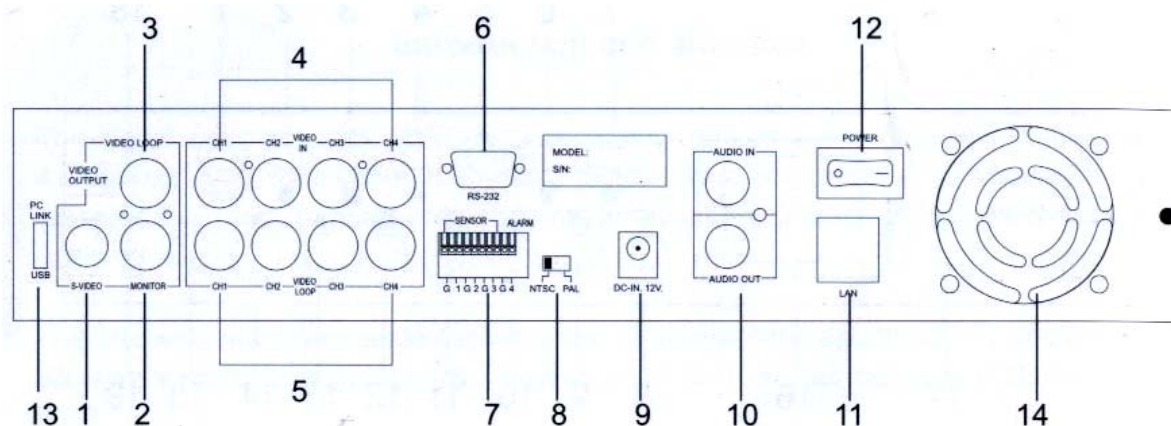 3
4
6
12
VIDEO LOOP
CH1
CH2
VIDEO IN
CH3
CH4
VIDEO OUTPUT
PC LINK
USB
S-VIDEO
MONITOR
CH1
CH2
VIDEO LOOP
CH3
CH4
RS-232
MODEL:
S/N:
SENSOR
ALARM
G 1 G 2 G 3 G 4
NTSC
PAL
DC-IN. 12V.
AUDIO IN
AUDIO OUT
POWER
LAN
5
13
1
2
7
8
9
10
11
14